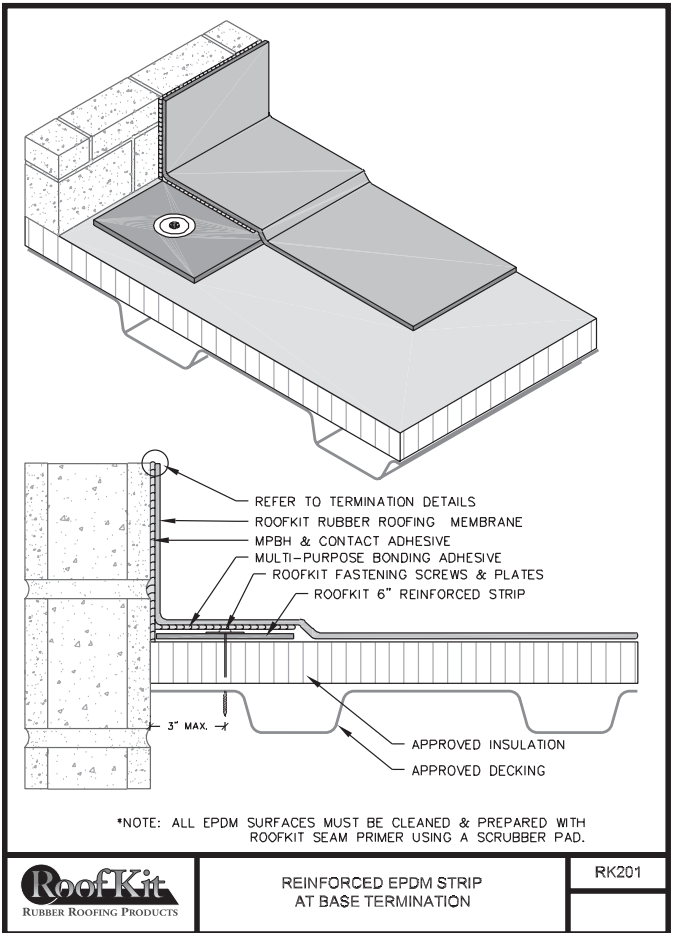 REFER TO TERMINATION DETAILS
ROOFKIT RUBBER ROOFING MEMBRANE
MPBH & CONTACT ADHESIVE
MULTI-PURPOSE BONDING ADHESIVE
ROOFKIT FASTENING SCREWS & PLATES
ROOFKIT 6" REINFORCED STRIP
3" MAX.
APPROVED INSULATION
APPROVED DECKING
*NOTE: ALL EPDM SURFACES MUST BE CLEANED & PREPARED WITH
ROOFKIT SEAM PRIMER USING A SCRUBBER PAD.
RoofKit
RUBBER ROOFING PRODUCTS
REINFORCED EPDM STRIP
AT BASE TERMINATION
RK201